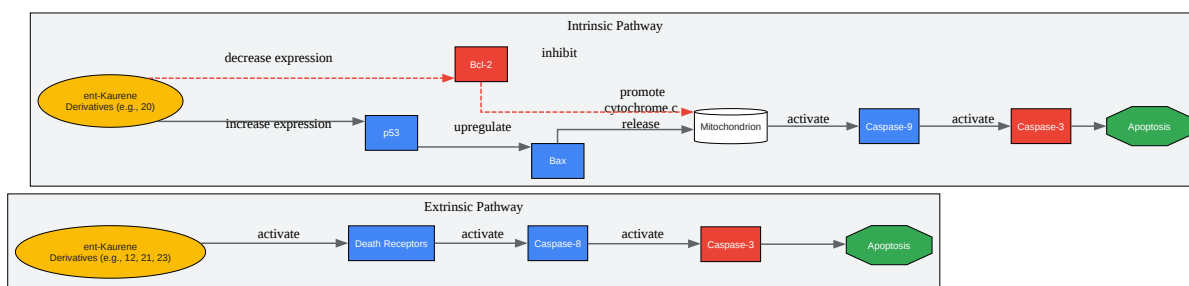 Intrinsic Pathway
decrease expression
Bcl-2
inhibit
ent-Kaurene
Derivatives (e.g., 20)
increase expression
p53
upregulate
Bax
promote
cytochrome c
release
Mitochondrion
activate
Caspase-9
activate
Caspase-3
Apoptosis
Extrinsic Pathway
ent-Kaurene
Derivatives (e.g., 12, 21, 23)
activate
Death Receptors
activate
Caspase-8
activate
Caspase-3
Apoptosis